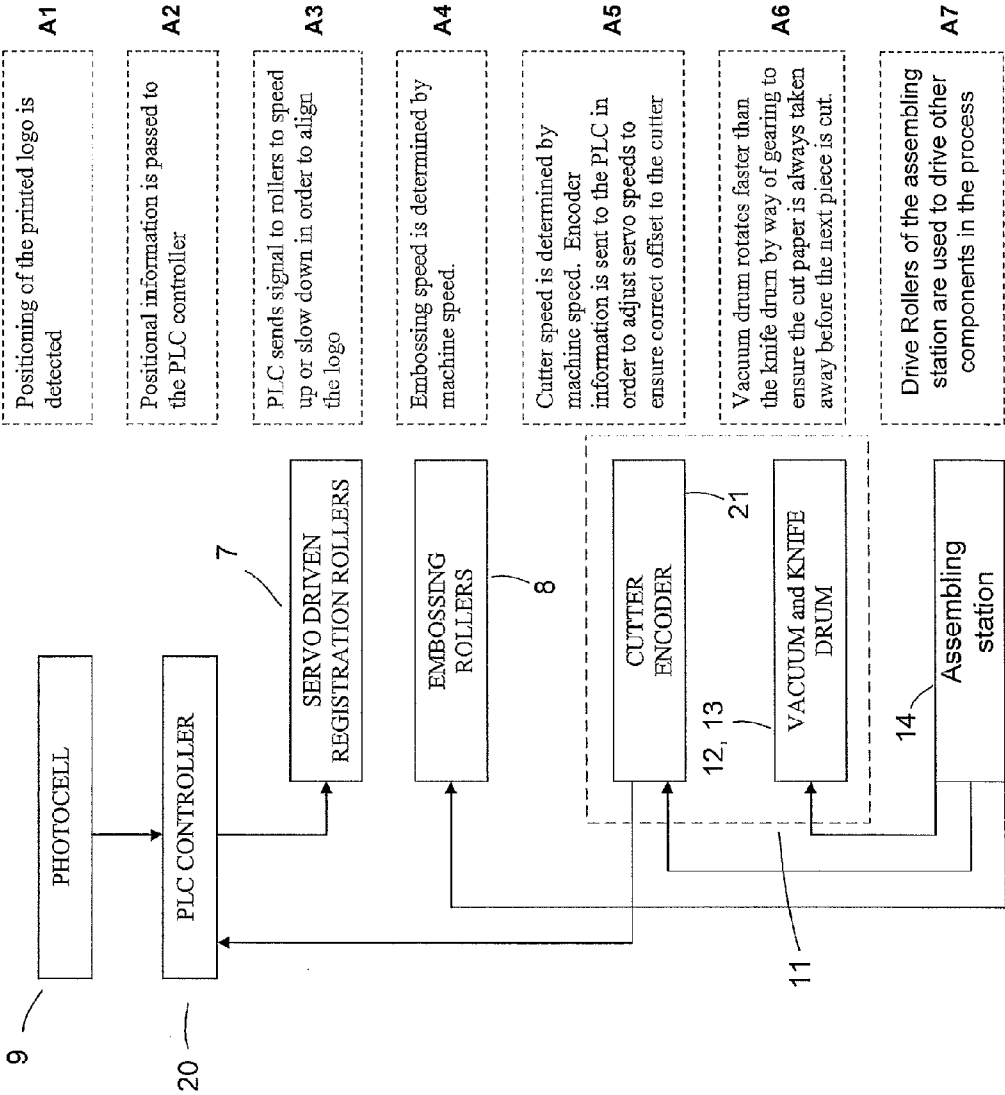 9
PHOTOCELL
Positioning of the printed logo is
detected
A1
20
PLC CONTROLLER
Positional information is passed to
the PLC controller
A2
7
SERVO DRIVEN
REGISTRATION ROLLERS
PLC sends signal to rollers to speed
up or slow down in order to align
the logo
A3
EMBOSSING
ROLLERS
8
Embossing speed is determined by
machine speed.
A4
CUTTER
ENCODER
21
Cutter speed is determined by
machine speed. Encoder
information is sent to the PLC in
order to adjust servo speeds to
ensure correct offset to the cutter
A5
12, 13
VACUUM and KNIFE
DRUM
11
Vacuum drum rotates faster than
the knife drum by way of gearing to
ensure the cut paper is always taken
away before the next piece is cut.
A6
14
Assembling
station
Drive Rollers of the assembling
station are used to drive other
components in the process
A7